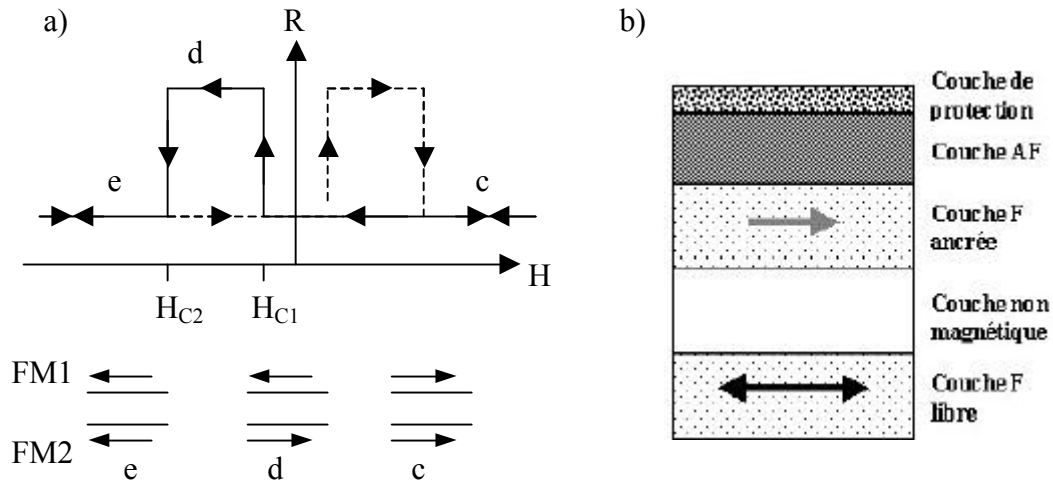 a)
R
d
e
c
H
H_C2
H_C1
FM1
FM2
e
d
c
b)
Couche de
protection
Couche AF
Couche F
ancrée
Couche non
magnétique
Couche F
libre